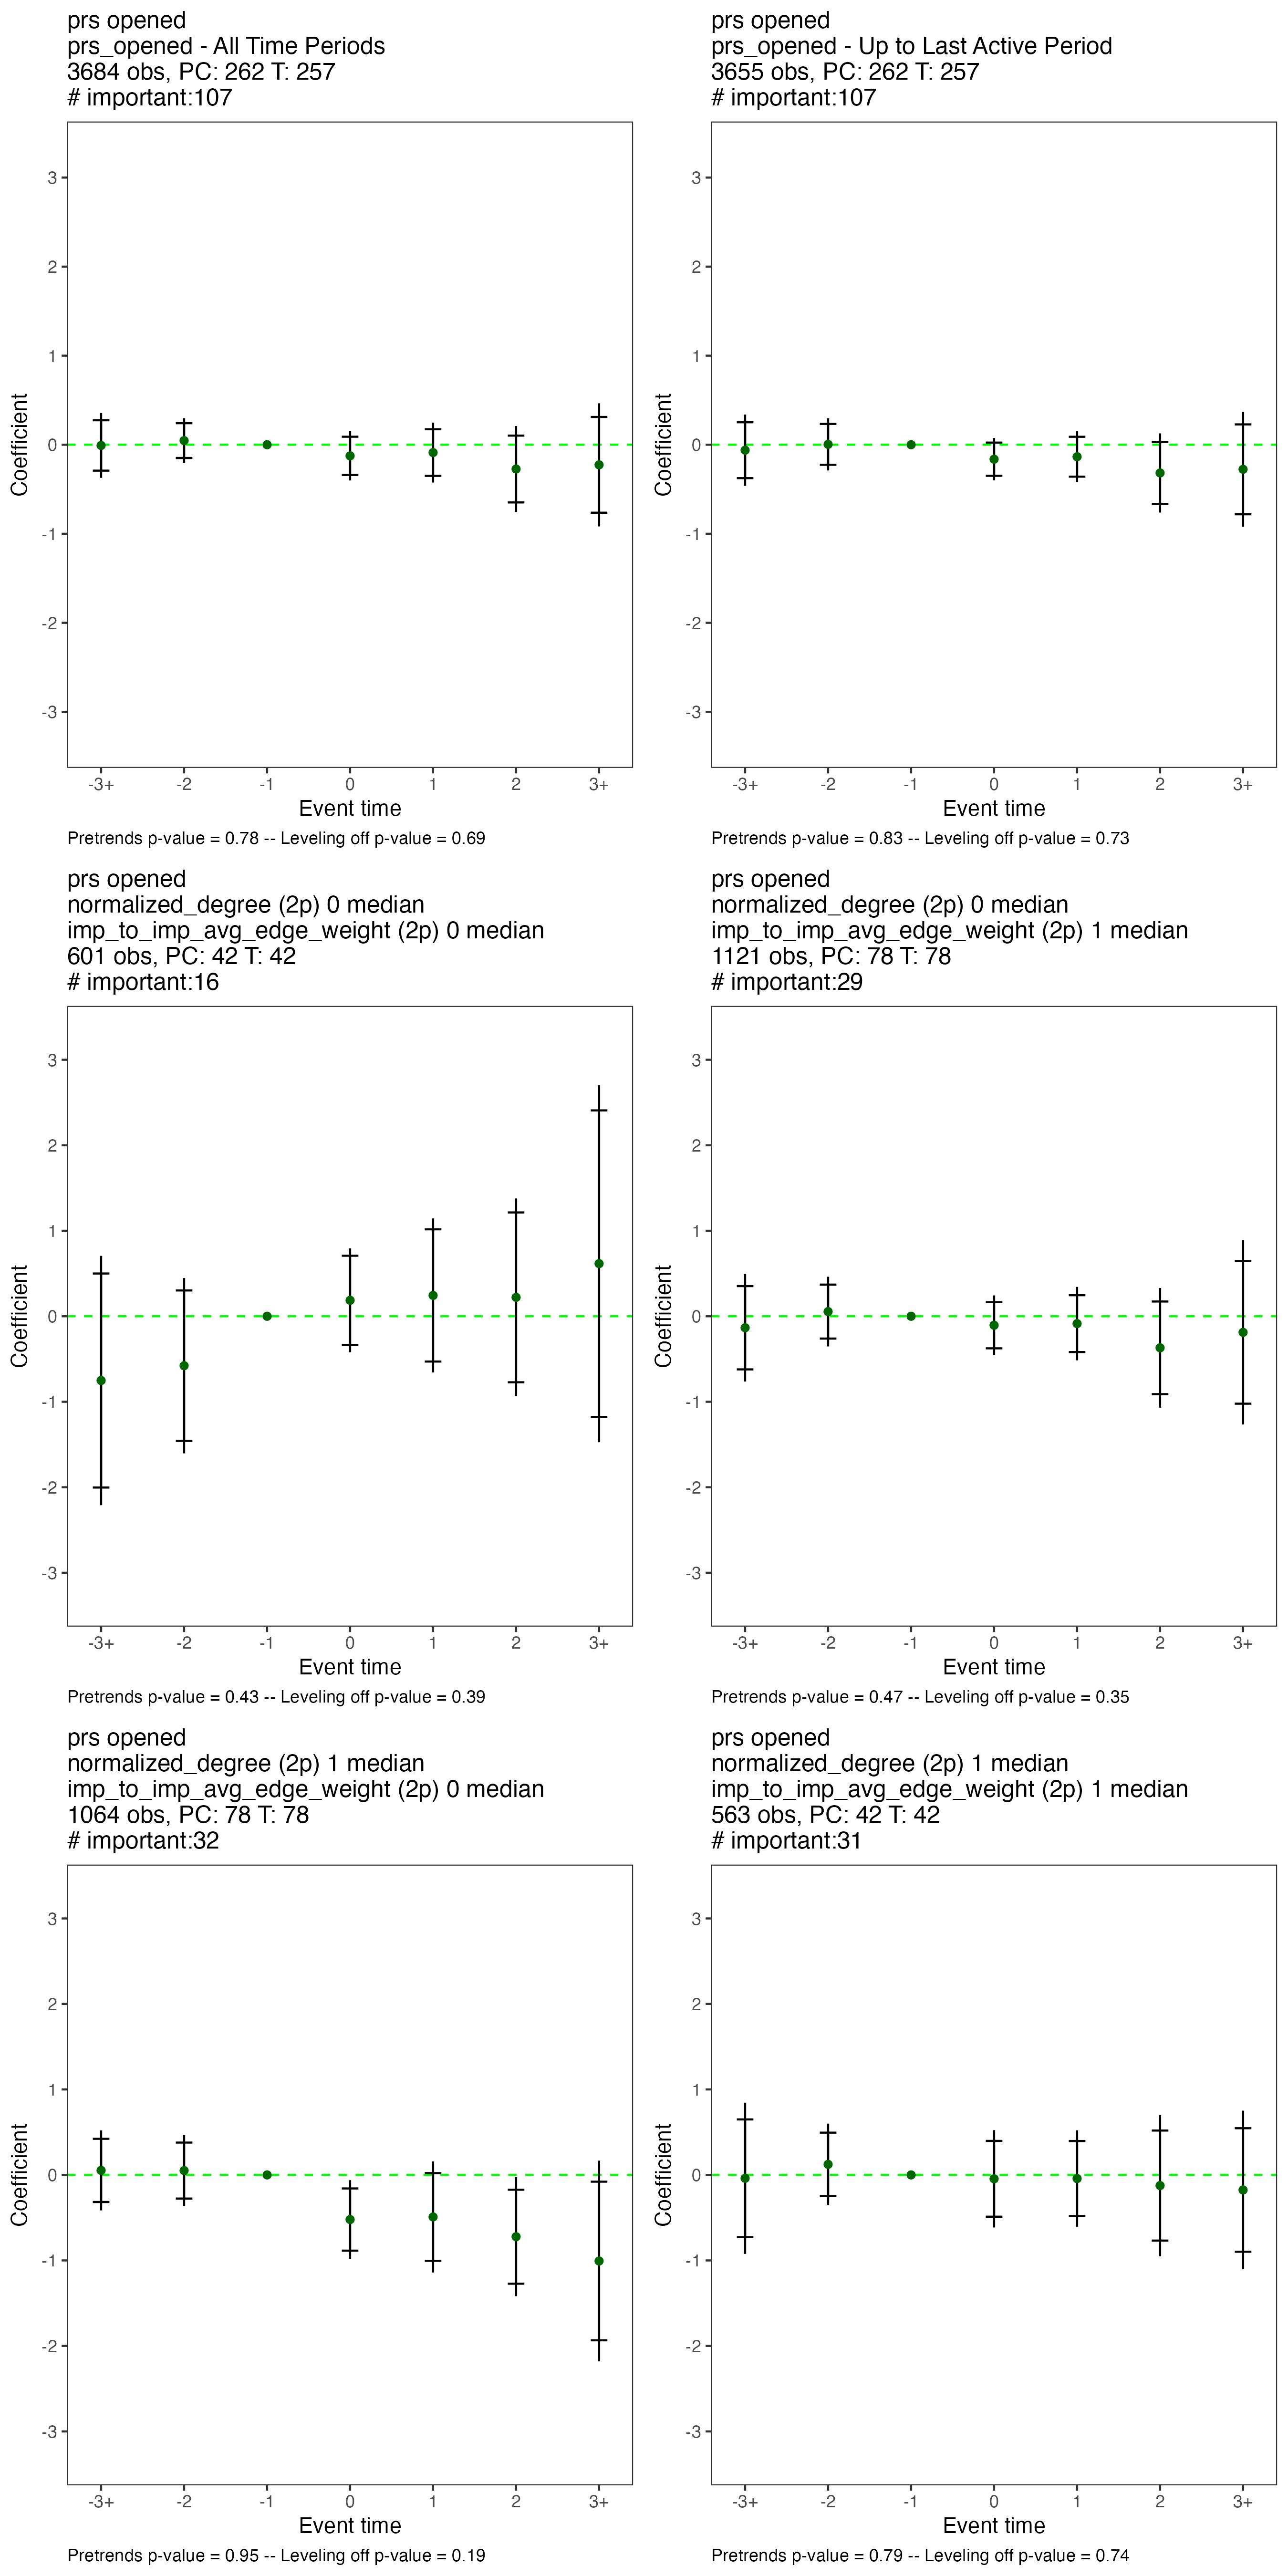 prs opened
prs_opened - All Time Periods
3684 obs, PC: 262 T: 257
# important:107
3
2
1
0
-1
-2
-3
Coefficient
-3+ -2 -1 0 1 2 3+
Event time
Pretrends p-value = 0.78 -- Leveling off p-value = 0.69
prs opened
prs_opened - Up to Last Active Period
3655 obs, PC: 262 T: 257
# important:107
3
2
1
0
-1
-2
-3
Coefficient
-3+ -2 -1 0 1 2 3+
Event time
Pretrends p-value = 0.83 -- Leveling off p-value = 0.73
prs opened
normalized_degree (2p) 0 median
imp_to_imp_avg_edge_weight (2p) 0 median
601 obs, PC: 42 T: 42
# important:16
3
2
1
0
-1
-2
-3
Coefficient
-3+ -2 -1 0 1 2 3+
Event time
Pretrends p-value = 0.43 -- Leveling off p-value = 0.39
prs opened
normalized_degree (2p) 0 median
imp_to_imp_avg_edge_weight (2p) 1 median
1121 obs, PC: 78 T: 78
# important:29
3
2
1
0
-1
-2
-3
Coefficient
-3+ -2 -1 0 1 2 3+
Event time
Pretrends p-value = 0.47 -- Leveling off p-value = 0.35
prs opened
normalized_degree (2p) 1 median
imp_to_imp_avg_edge_weight (2p) 0 median
1064 obs, PC: 78 T: 78
# important:32
3
2
1
0
-1
-2
-3
Coefficient
-3+ -2 -1 0 1 2 3+
Event time
Pretrends p-value = 0.95 -- Leveling off p-value = 0.19
prs opened
normalized_degree (2p) 1 median
imp_to_imp_avg_edge_weight (2p) 1 median
563 obs, PC: 42 T: 42
# important:31
3
2
1
0
-1
-2
-3
Coefficient
-3+ -2 -1 0 1 2 3+
Event time
Pretrends p-value = 0.79 -- Leveling off p-value = 0.74